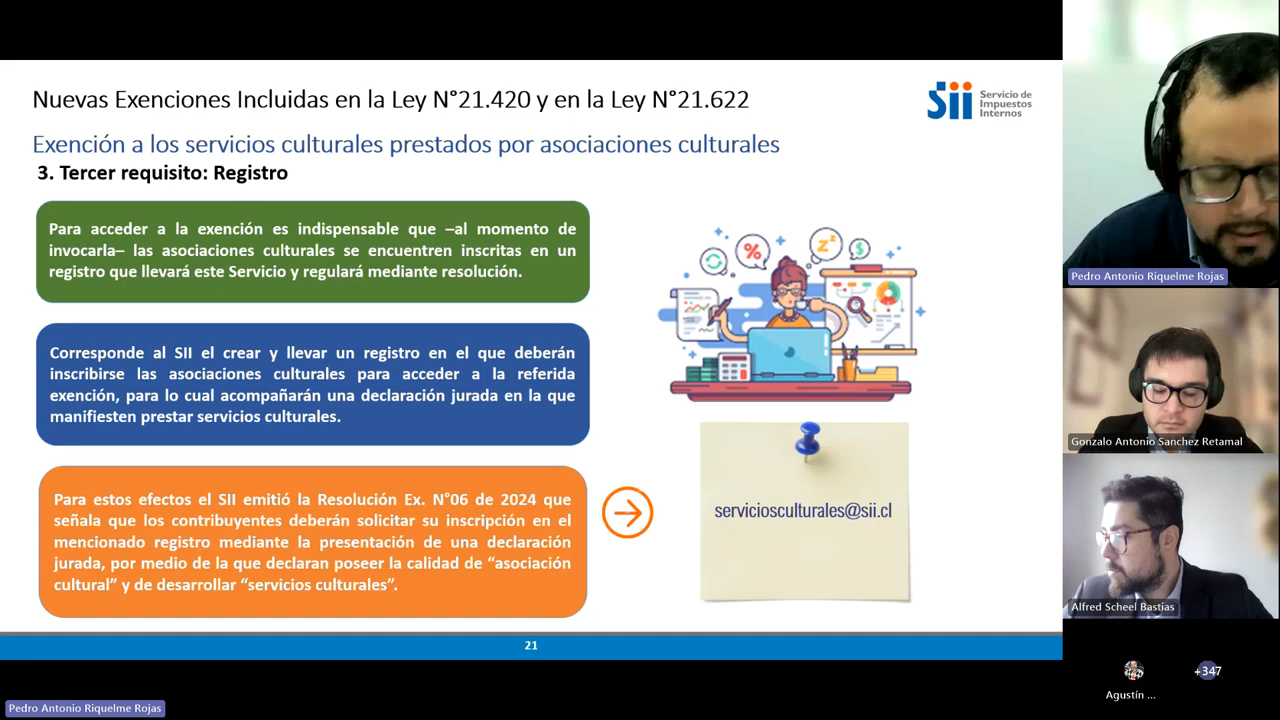 Nuevas Exenciones Incluidas en la Ley N°21.420 y en la Ley N°21.622
sii Servicio de
Impuestos
Internos
Exención a los servicios culturales prestados por asociaciones culturales
3. Tercer requisito: Registro
Para acceder a la exención es indispensable que –al momento de
invocarla– las asociaciones culturales se encuentren inscritas en un
registro que llevará este Servicio y regulará mediante resolución.
Corresponde al SII el crear y llevar un registro en el que deberán
inscribirse las asociaciones culturales para acceder a la referida
exención, para lo cual acompañarán una declaración jurada en la que
manifiesten prestar servicios culturales.
Para estos efectos el SII emitió la Resolución Ex. N°06 de 2024 que
señala que los contribuyentes deberán solicitar su inscripción en el
mencionado registro mediante la presentación de una declaración
jurada, por medio de la que declaran poseer la calidad de “asociación
cultural” y de desarrollar “servicios culturales”.
%
zzz
$
serviciosculturales@sii.cl
21
Pedro Antonio Riquelme Rojas
Gonzalo Antonio Sanchez Retamal
Alfred Scheel Bastías
Agustín ...
+347
Pedro Antonio Riquelme Rojas